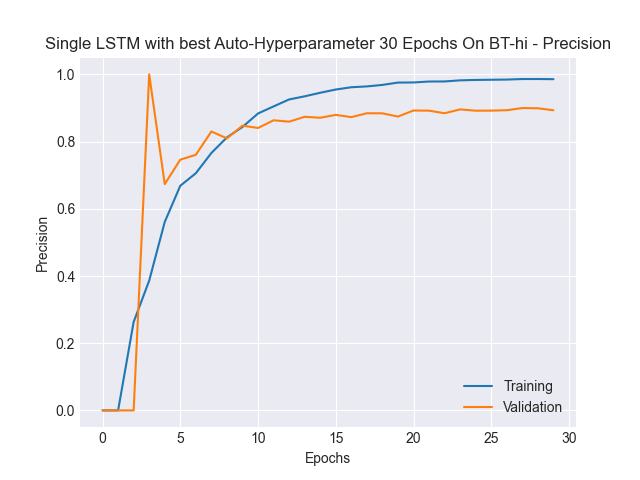 Single LSTM with best Auto-Hyperparameter 30 Epochs On BT-hi - Precision
1.0
0.8
0.6
0.4
0.2
0.0
Precision
Training
Validation
0 5 10 15 20 25 30
Epochs